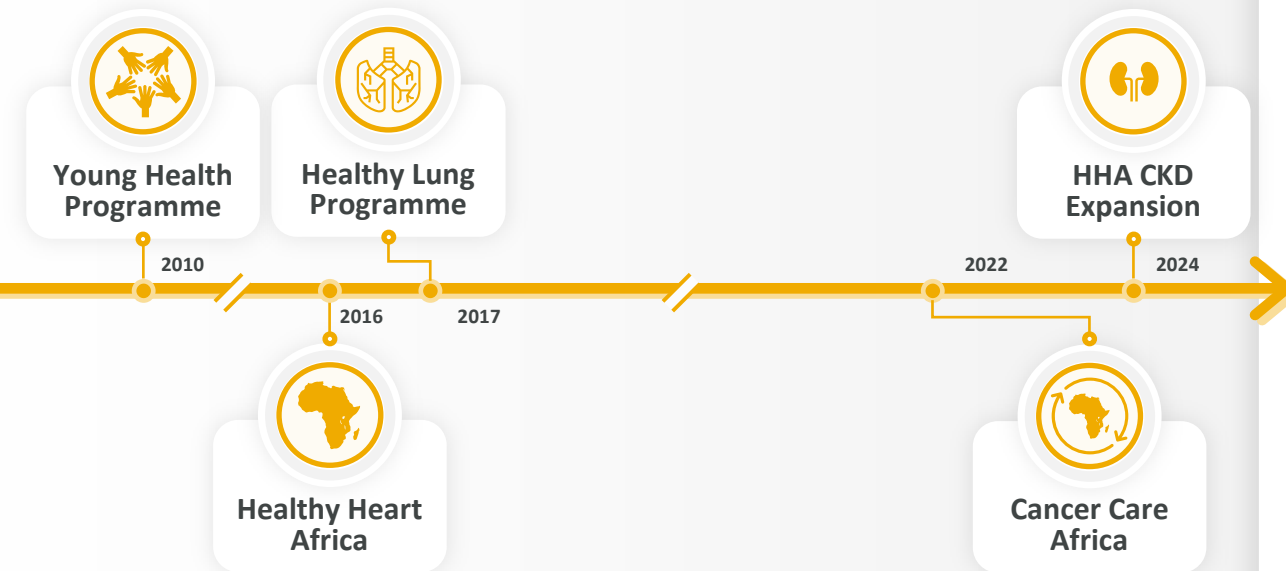 Young Health
Programme
Healthy Lung
Programme
HHA CKD
Expansion
2010
2022
2024
2016
2017
Healthy Heart
Africa
Cancer Care
Africa